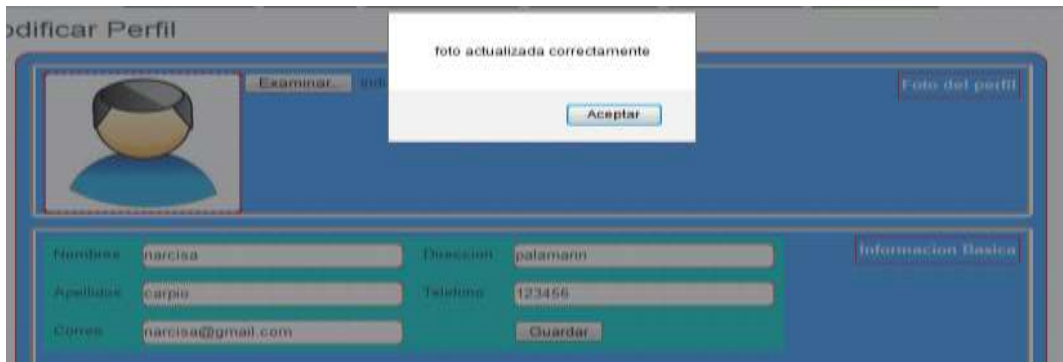 odificar Perfil
foto actualizada correctamente
Aceptar
Examinar...
Foto del perfil
Informacion Basica
Nombres narcisa Direccion palamarin
Apellidos carpio Telefono 123456
Correo narcisa@gmail.com Guardar